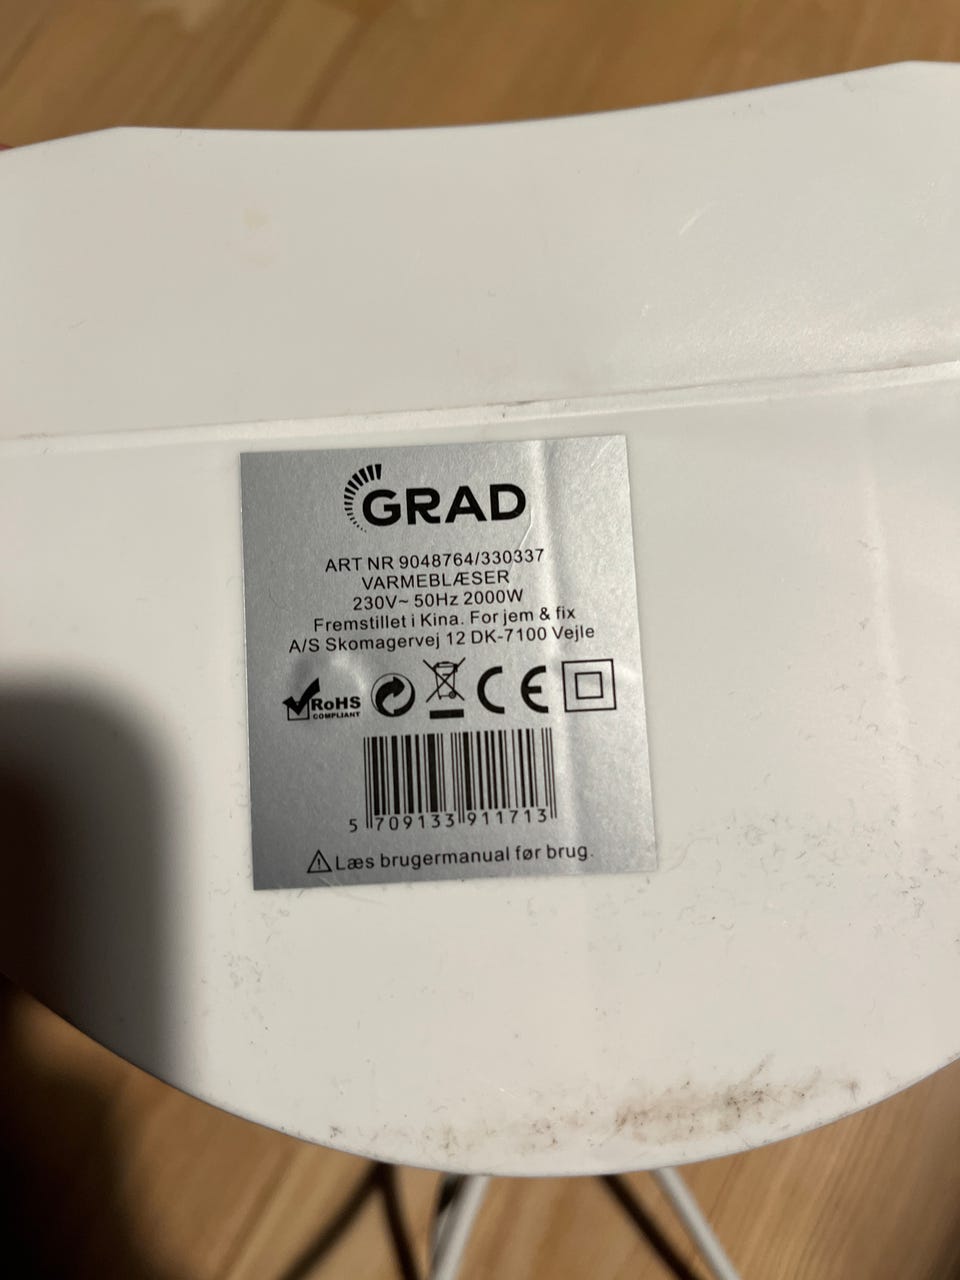 GRAD
ART NR 9048764/330337
VARMEBLÆSER
230V~ 50Hz 2000W
Fremstillet i Kina. For jem & fix
A/S Skomagervej 12 DK-7100 Vejle
RoHS
COMPLIANT
CE
5 709133 911713
Læs brugermanual før brug.